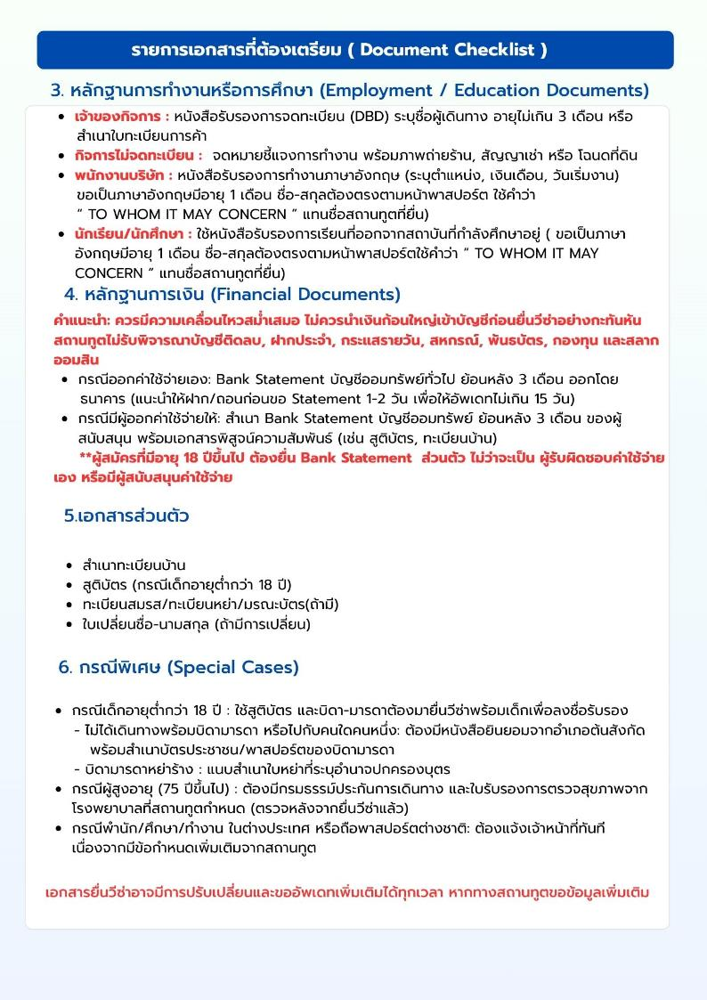 รายการเอกสารที่ต้องเตรียม ( Document Checklist )
3. หลักฐานการทำงานหรือการศึกษา (Employment / Education Documents)
• เจ้าของกิจการ : หนังสือรับรองการจดทะเบียน (DBD) ระบุชื่อผู้เดินทาง อายุไม่เกิน 3 เดือน หรือ
สำเนาใบทะเบียนการค้า
• กิจการไม่จดทะเบียน : จดหมายชี้แจงการทำงาน พร้อมภาพถ่ายร้าน, สัญญาเช่า หรือ โฉนดที่ดิน
• พนักงานบริษัท : หนังสือรับรองการทำงานภาษาอังกฤษ (ระบุตำแหน่ง, เงินเดือน, วันเริ่มงาน)
ขอเป็นภาษาอังกฤษมีอายุ 1 เดือน ชื่อ-สกุลต้องตรงตามหน้าพาสปอร์ต ใช้คำว่า
“ TO WHOM IT MAY CONCERN ” แทนชื่อสถานทูตที่ยื่น)
• นักเรียน/นักศึกษา : ใช้หนังสือรับรองการเรียนที่ออกจากสถาบันที่กำลังศึกษาอยู่ ( ขอเป็นภาษา
อังกฤษมีอายุ 1 เดือน ชื่อ-สกุลต้องตรงตามหน้าพาสปอร์ตใช้คำว่า “ TO WHOM IT MAY
CONCERN ” แทนชื่อสถานทูตที่ยื่น)
4. หลักฐานการเงิน (Financial Documents)
คำแนะนำ: ควรมีความเคลื่อนไหวสม่ำเสมอ ไม่ควรนำเงินก้อนใหญ่เข้าบัญชีก่อนยื่นวีซ่าอย่างกะทันหัน
สถานทูตไม่รับพิจารณาบัญชีติดลบ, ฝากประจำ, กระแสรายวัน, สหกรณ์, พันธบัตร, กองทุน และสลาก
ออมสิน
• กรณีออกค่าใช้จ่ายเอง: Bank Statement บัญชีออมทรัพย์ทั่วไป ย้อนหลัง 3 เดือน ออกโดย
ธนาคาร (แนะนำให้ฝาก/ถอนก่อนขอ Statement 1-2 วัน เพื่อให้อัพเดทไม่เกิน 15 วัน)
• กรณีมีผู้ออกค่าใช้จ่ายให้: สำเนา Bank Statement บัญชีออมทรัพย์ ย้อนหลัง 3 เดือน ของผู้
สนับสนุน พร้อมเอกสารพิสูจน์ความสัมพันธ์ (เช่น สูติบัตร, ทะเบียนบ้าน)
**ผู้สมัครที่มีอายุ 18 ปีขึ้นไป ต้องยื่น Bank Statement ส่วนตัว ไม่ว่าจะเป็น ผู้รับผิดชอบค่าใช้จ่าย
เอง หรือมีผู้สนับสนุนค่าใช้จ่าย
5.เอกสารส่วนตัว
• สำเนาทะเบียนบ้าน
• สูติบัตร (กรณีเด็กอายุต่ำกว่า 18 ปี)
• ทะเบียนสมรส/ทะเบียนหย่า/มรณะบัตร(ถ้ามี)
• ใบเปลี่ยนชื่อ-นามสกุล (ถ้ามีการเปลี่ยน)
6. กรณีพิเศษ (Special Cases)
• กรณีเด็กอายุต่ำกว่า 18 ปี : ใช้สูติบัตร และบิดา-มารดาต้องมายื่นวีซ่าพร้อมเด็กเพื่อลงชื่อรับรอง
- ไม่ได้เดินทางพร้อมบิดามารดา หรือไปกับคนใดคนหนึ่ง: ต้องมีหนังสือยินยอมจากอำเภอต้นสังกัด
พร้อมสำเนาบัตรประชาชน/พาสปอร์ตของบิดามารดา
- บิดามารดาหย่าร้าง : แนบสำเนาใบหย่าที่ระบุอำนาจปกครองบุตร
• กรณีผู้สูงอายุ (75 ปีขึ้นไป) : ต้องมีกรมธรรม์ประกันการเดินทาง และใบรับรองการตรวจสุขภาพจาก
โรงพยาบาลที่สถานทูตกำหนด (ตรวจหลังจากยื่นวีซ่าแล้ว)
• กรณีพำนัก/ศึกษา/ทำงาน ในต่างประเทศ หรือถือพาสปอร์ตต่างชาติ: ต้องแจ้งเจ้าหน้าที่ทันที
เนื่องจากมีข้อกำหนดเพิ่มเติมจากสถานทูต
เอกสารยื่นวีซ่าอาจมีการปรับเปลี่ยนและขออัพเดทเพิ่มเติมได้ทุกเวลา หากทางสถานทูตขอข้อมูลเพิ่มเติม